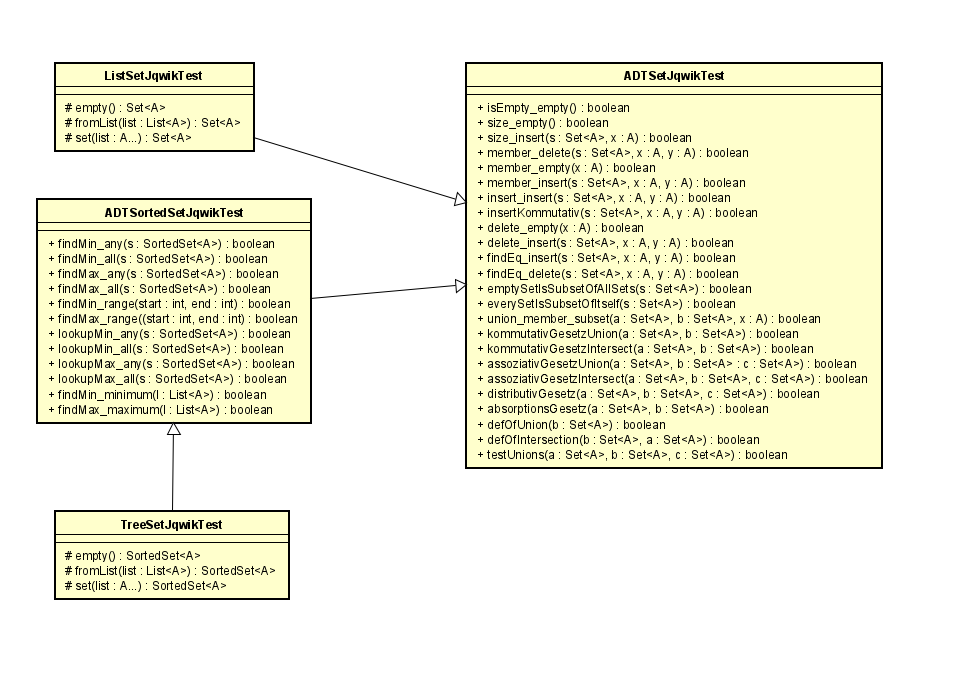 ListSetJqwikTest
# empty() : Set<A>
# fromList(list : List<A>) : Set<A>
# set(list : A...) : Set<A>
ADTSortedSetJqwikTest
+ findMin_any(s : SortedSet<A>) : boolean
+ findMin_all(s : SortedSet<A>) : boolean
+ findMax_any(s : SortedSet<A>) : boolean
+ findMax_all(s : SortedSet<A>) : boolean
+ findMin_range(start : int, end : int) : boolean
+ findMax_range((start : int, end : int) : boolean
+ lookupMin_any(s : SortedSet<A>) : boolean
+ lookupMin_all(s : SortedSet<A>) : boolean
+ lookupMax_any(s : SortedSet<A>) : boolean
+ lookupMax_all(s : SortedSet<A>) : boolean
+ findMin_minimum(l : List<A>) : boolean
+ findMax_maximum(l : List<A>) : boolean
TreeSetJqwikTest
# empty() : SortedSet<A>
# fromList(list : List<A>) : SortedSet<A>
# set(list : A...) : SortedSet<A>
ADTSetJqwikTest
+ isEmpty_empty() : boolean
+ size_empty() : boolean
+ size_insert(s : Set<A>, x : A) : boolean
+ member_delete(s : Set<A>, x : A, y : A) : boolean
+ member_empty(x : A) : boolean
+ member_insert(s : Set<A>, x : A, y : A) : boolean
+ insert_insert(s : Set<A>, x : A, y : A) : boolean
+ insertKommutativ(s : Set<A>, x : A, y : A) : boolean
+ delete_empty(x : A) : boolean
+ delete_insert(s : Set<A>, x : A, y : A) : boolean
+ findEq_insert(s : Set<A>, x : A, y : A) : boolean
+ findEq_delete(s : Set<A>, x : A, y : A) : boolean
+ emptySetIsSubsetOfAllSets(s : Set<A>) : boolean
+ everySetIsSubsetOfItself(s : Set<A>) : boolean
+ union_member_subset(a : Set<A>, b : Set<A>, x : A) : boolean
+ kommutativGesetzUnion(a : Set<A>, b : Set<A>) : boolean
+ kommutativGesetzIntersect(a : Set<A>, b : Set<A>) : boolean
+ assoziativGesetzUnion(a : Set<A>, b : Set<A> : c : Set<A>) : boolean
+ assoziativGesetzIntersect(a : Set<A>, b : Set<A>, c : Set<A>) : boolean
+ distributivGesetz(a : Set<A>, b : Set<A>, c : Set<A>) : boolean
+ absorptionsGesetz(a : Set<A>, b : Set<A>) : boolean
+ defOfUnion(b : Set<A>) : boolean
+ defOfIntersection(b : Set<A>, a : Set<A>) : boolean
+ testUnions(a : Set<A>, b : Set<A>, c : Set<A>) : boolean